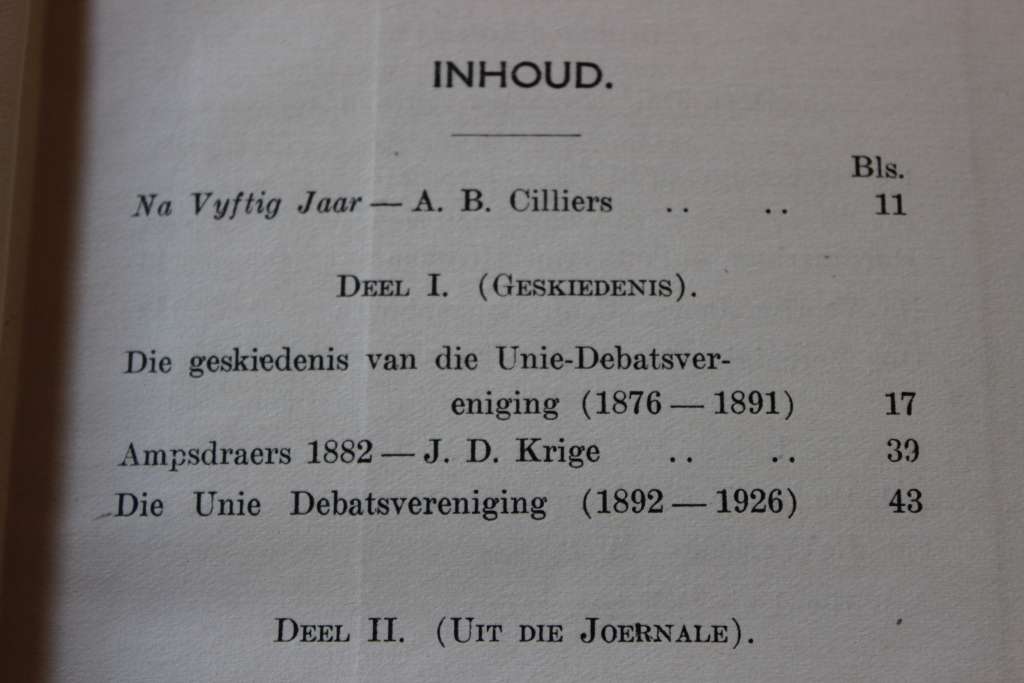 INHOUD.
Bls.
Na Vyftig Jaar — A. B. Cilliers .. .. 11
DEEL I. (GESKIEDENIS).
Die geskiedenis van die Unie-Debatsver-
eniging (1876 — 1891) 17
Ampsdraers 1882 — J. D. Krige .. .. 39
Die Unie Debatsvereniging (1892 — 1926) 43
DEEL II. (UIT DIE JOERNALE).